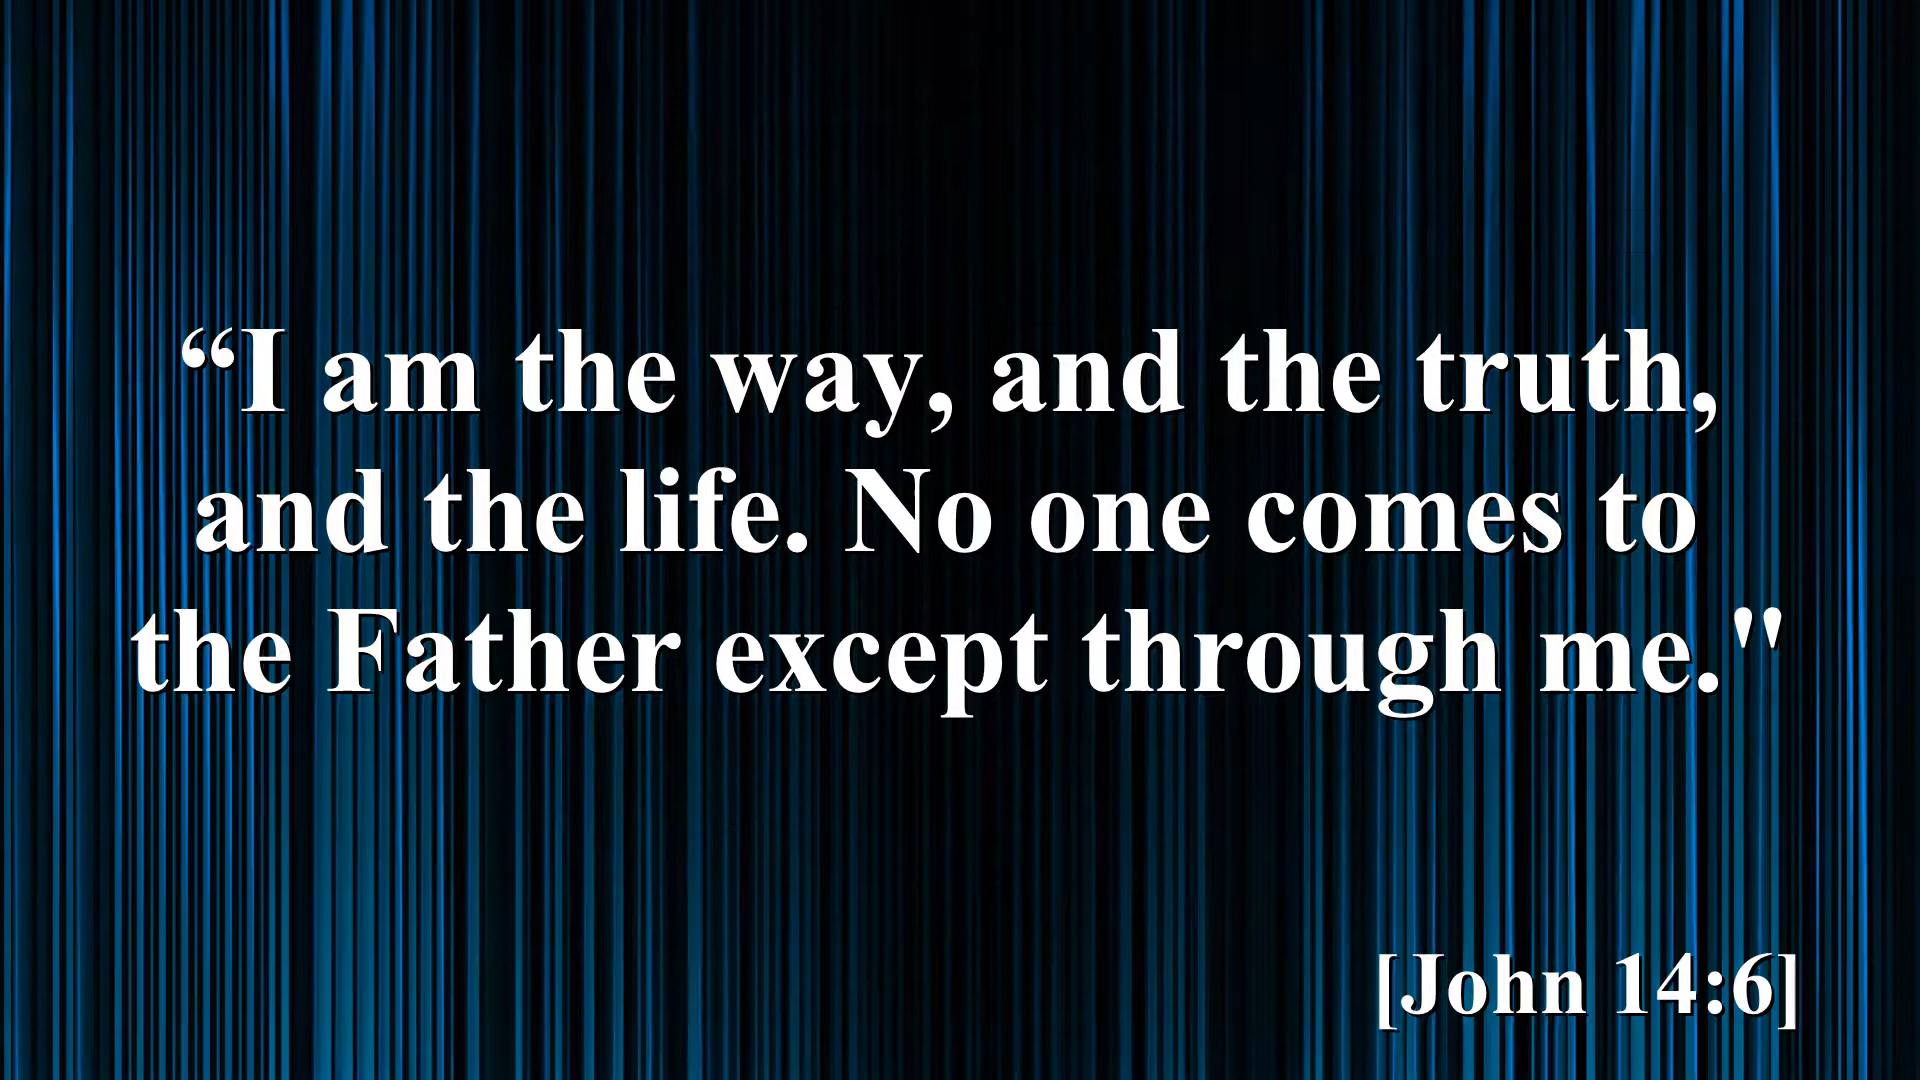 “I am the way, and the truth,
and the life. No one comes to
the Father except through me."
[John 14:6]